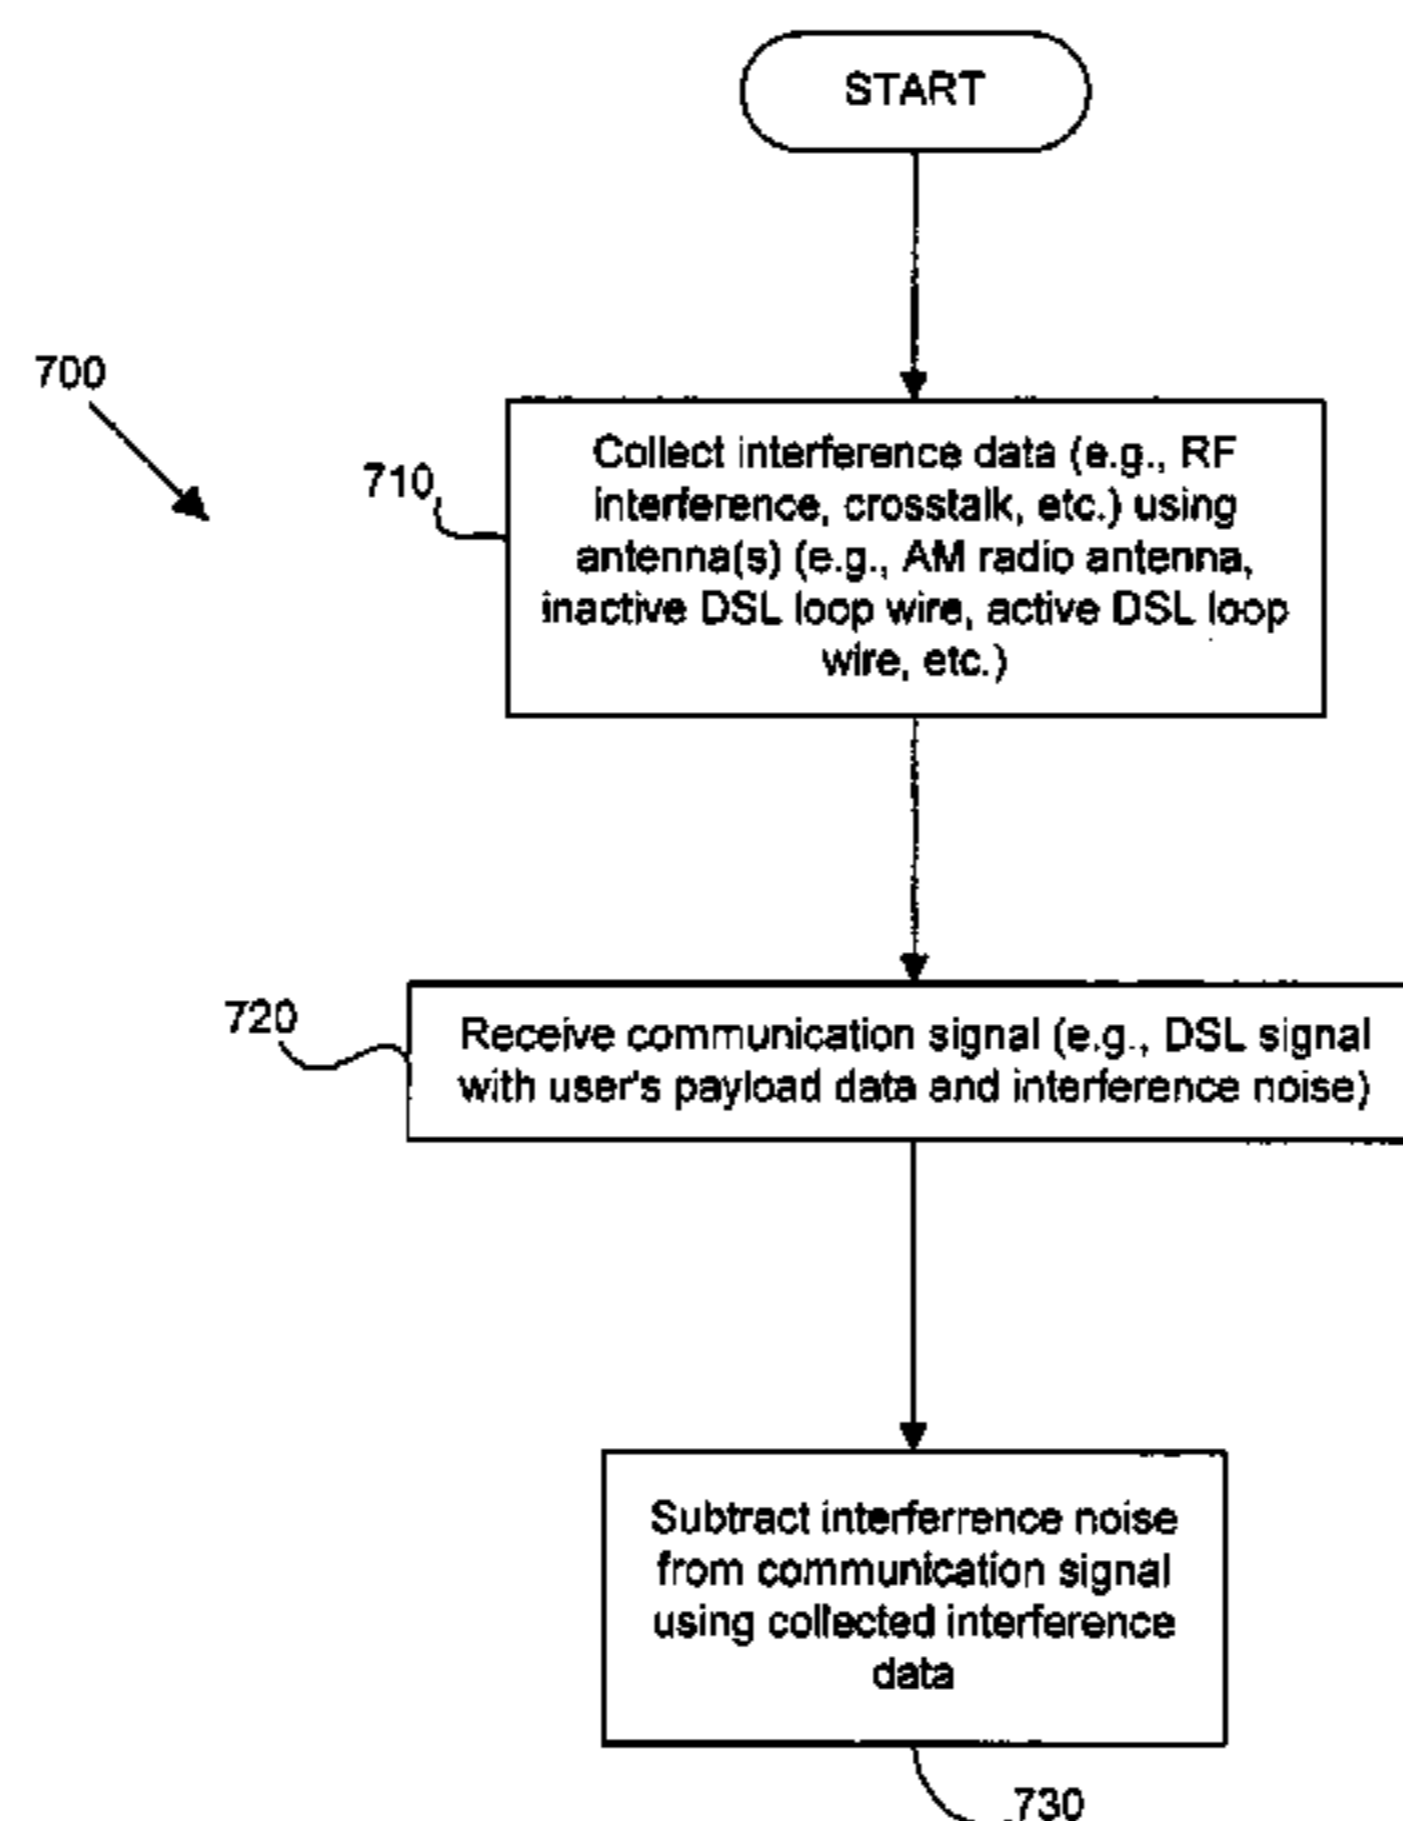 START
700
710
Collect interference data (e.g., RF
interference, crosstalk, etc.) using
antenna(s) (e.g., AM radio antenna,
inactive DSL loop wire, active DSL loop
wire, etc.)
720
Receive communication signal (e.g., DSL signal
with user's payload data and interference noise)
Subtract interferrence noise
from communication signal
using collected interference
data
730